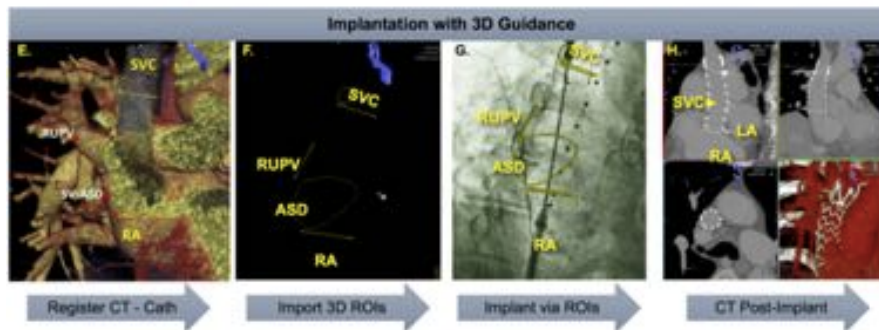 Implantation with 3D Guidance
E.
SVC
RUPV
SVASD
RA
F.
SVC
RUPV
ASD
RA
G.
SVC
RUPV
ASD
RA
H.
SVC
LA
RA
Register CT - Cath
Import 3D ROIs
Implant via ROIs
CT Post-Implant